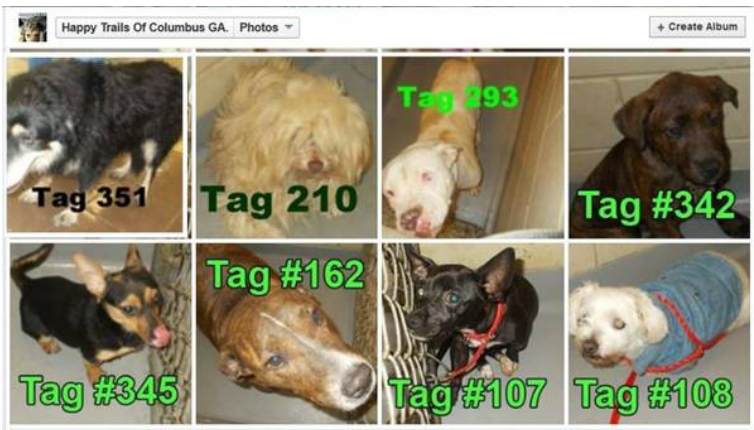 Happy Trails Of Columbus GA. Photos
+ Create Album
Tag 351
Tag 210
Tag 293
Tag #342
Tag #345
Tag #162
Tag #107
Tag #108